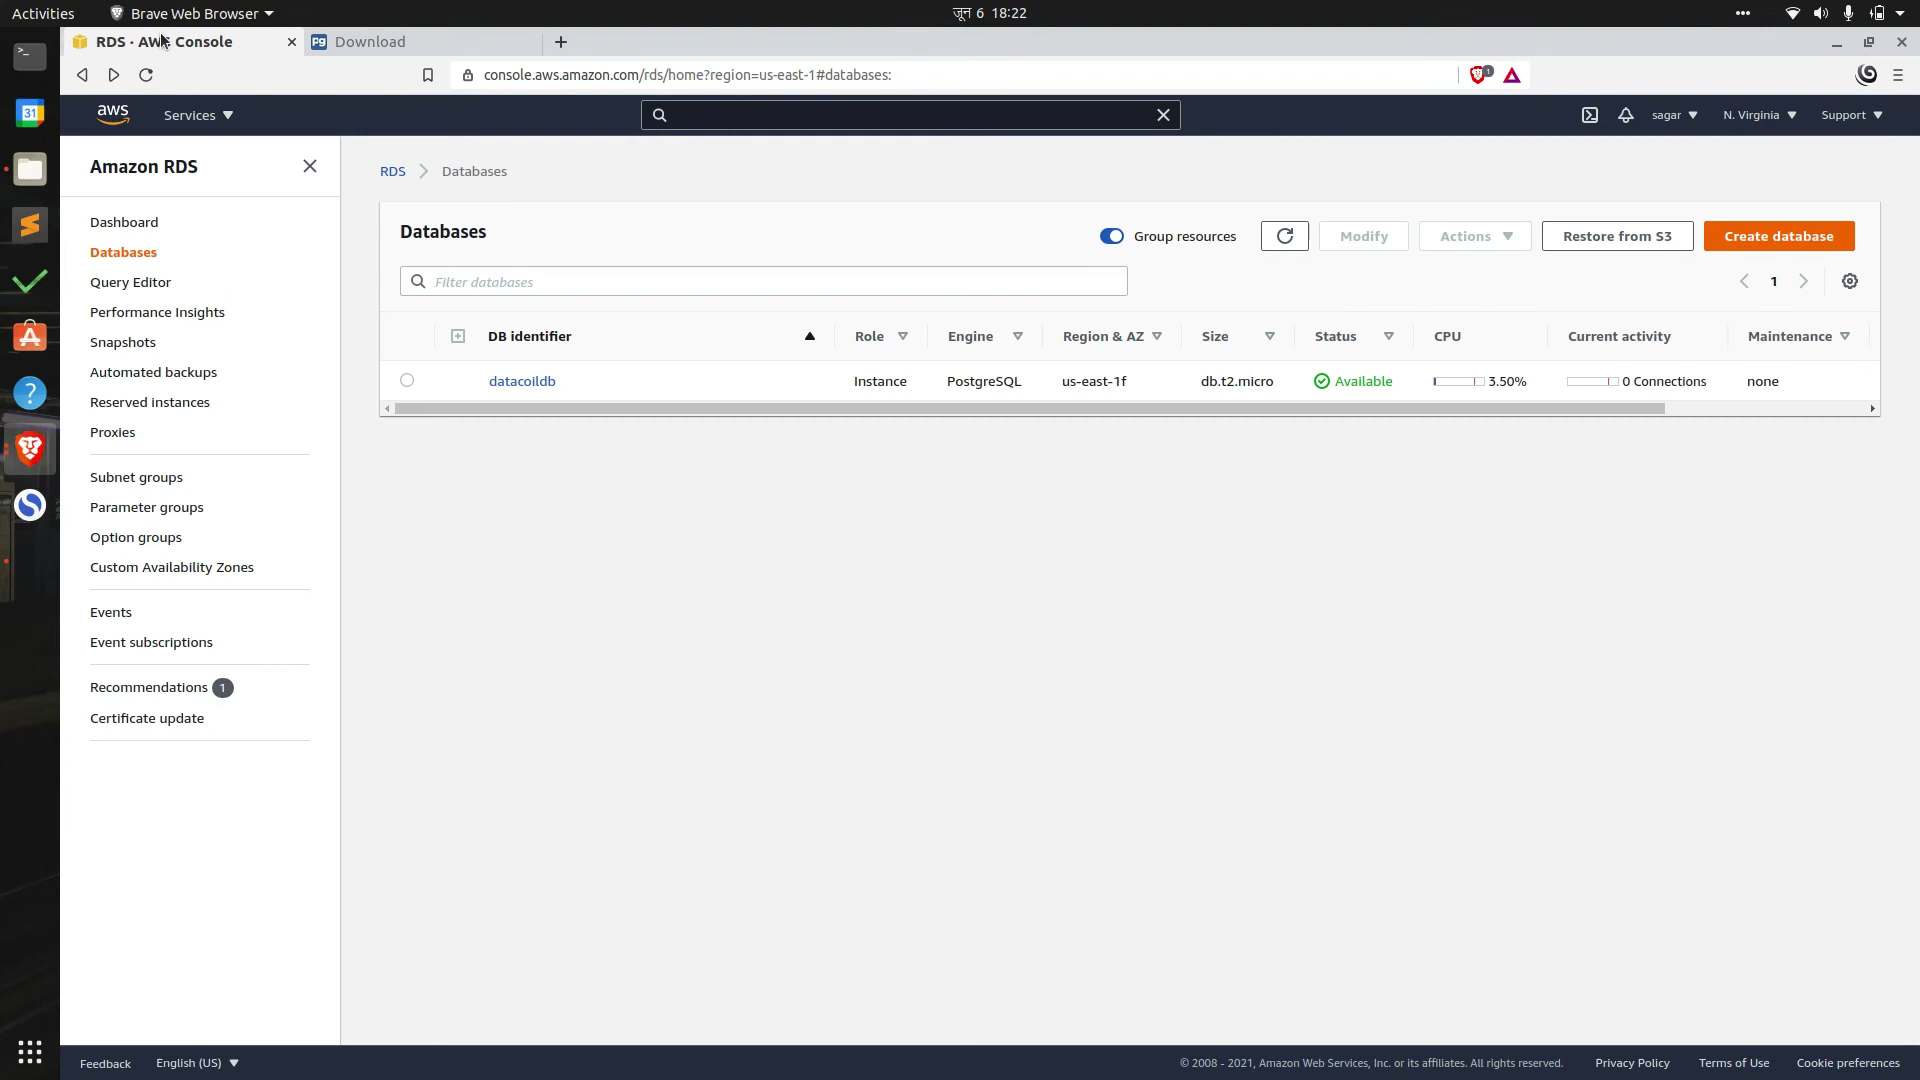 Activities
Brave Web Browser
जून 6 18:22
RDS · AWS Console
Pg Download
console.aws.amazon.com/rds/home?region=us-east-1#databases:
1
aws
Services
sagar
N. Virginia
Support
31
Amazon RDS
Dashboard
Databases
Query Editor
Performance Insights
Snapshots
Automated backups
Reserved instances
Proxies
Subnet groups
Parameter groups
Option groups
Custom Availability Zones
Events
Event subscriptions
Recommendations 1
Certificate update
RDS > Databases
Databases
Group resources
Modify
Actions
Restore from S3
Create database
Filter databases
1
DB identifier Role Engine Region & AZ Size Status CPU Current activity Maintenance
datacoildb Instance PostgreSQL us-east-1f db.t2.micro Available 3.50% 0 Connections none
Feedback
English (US)
© 2008 - 2021, Amazon Web Services, Inc. or its affiliates. All rights reserved.
Privacy Policy
Terms of Use
Cookie preferences